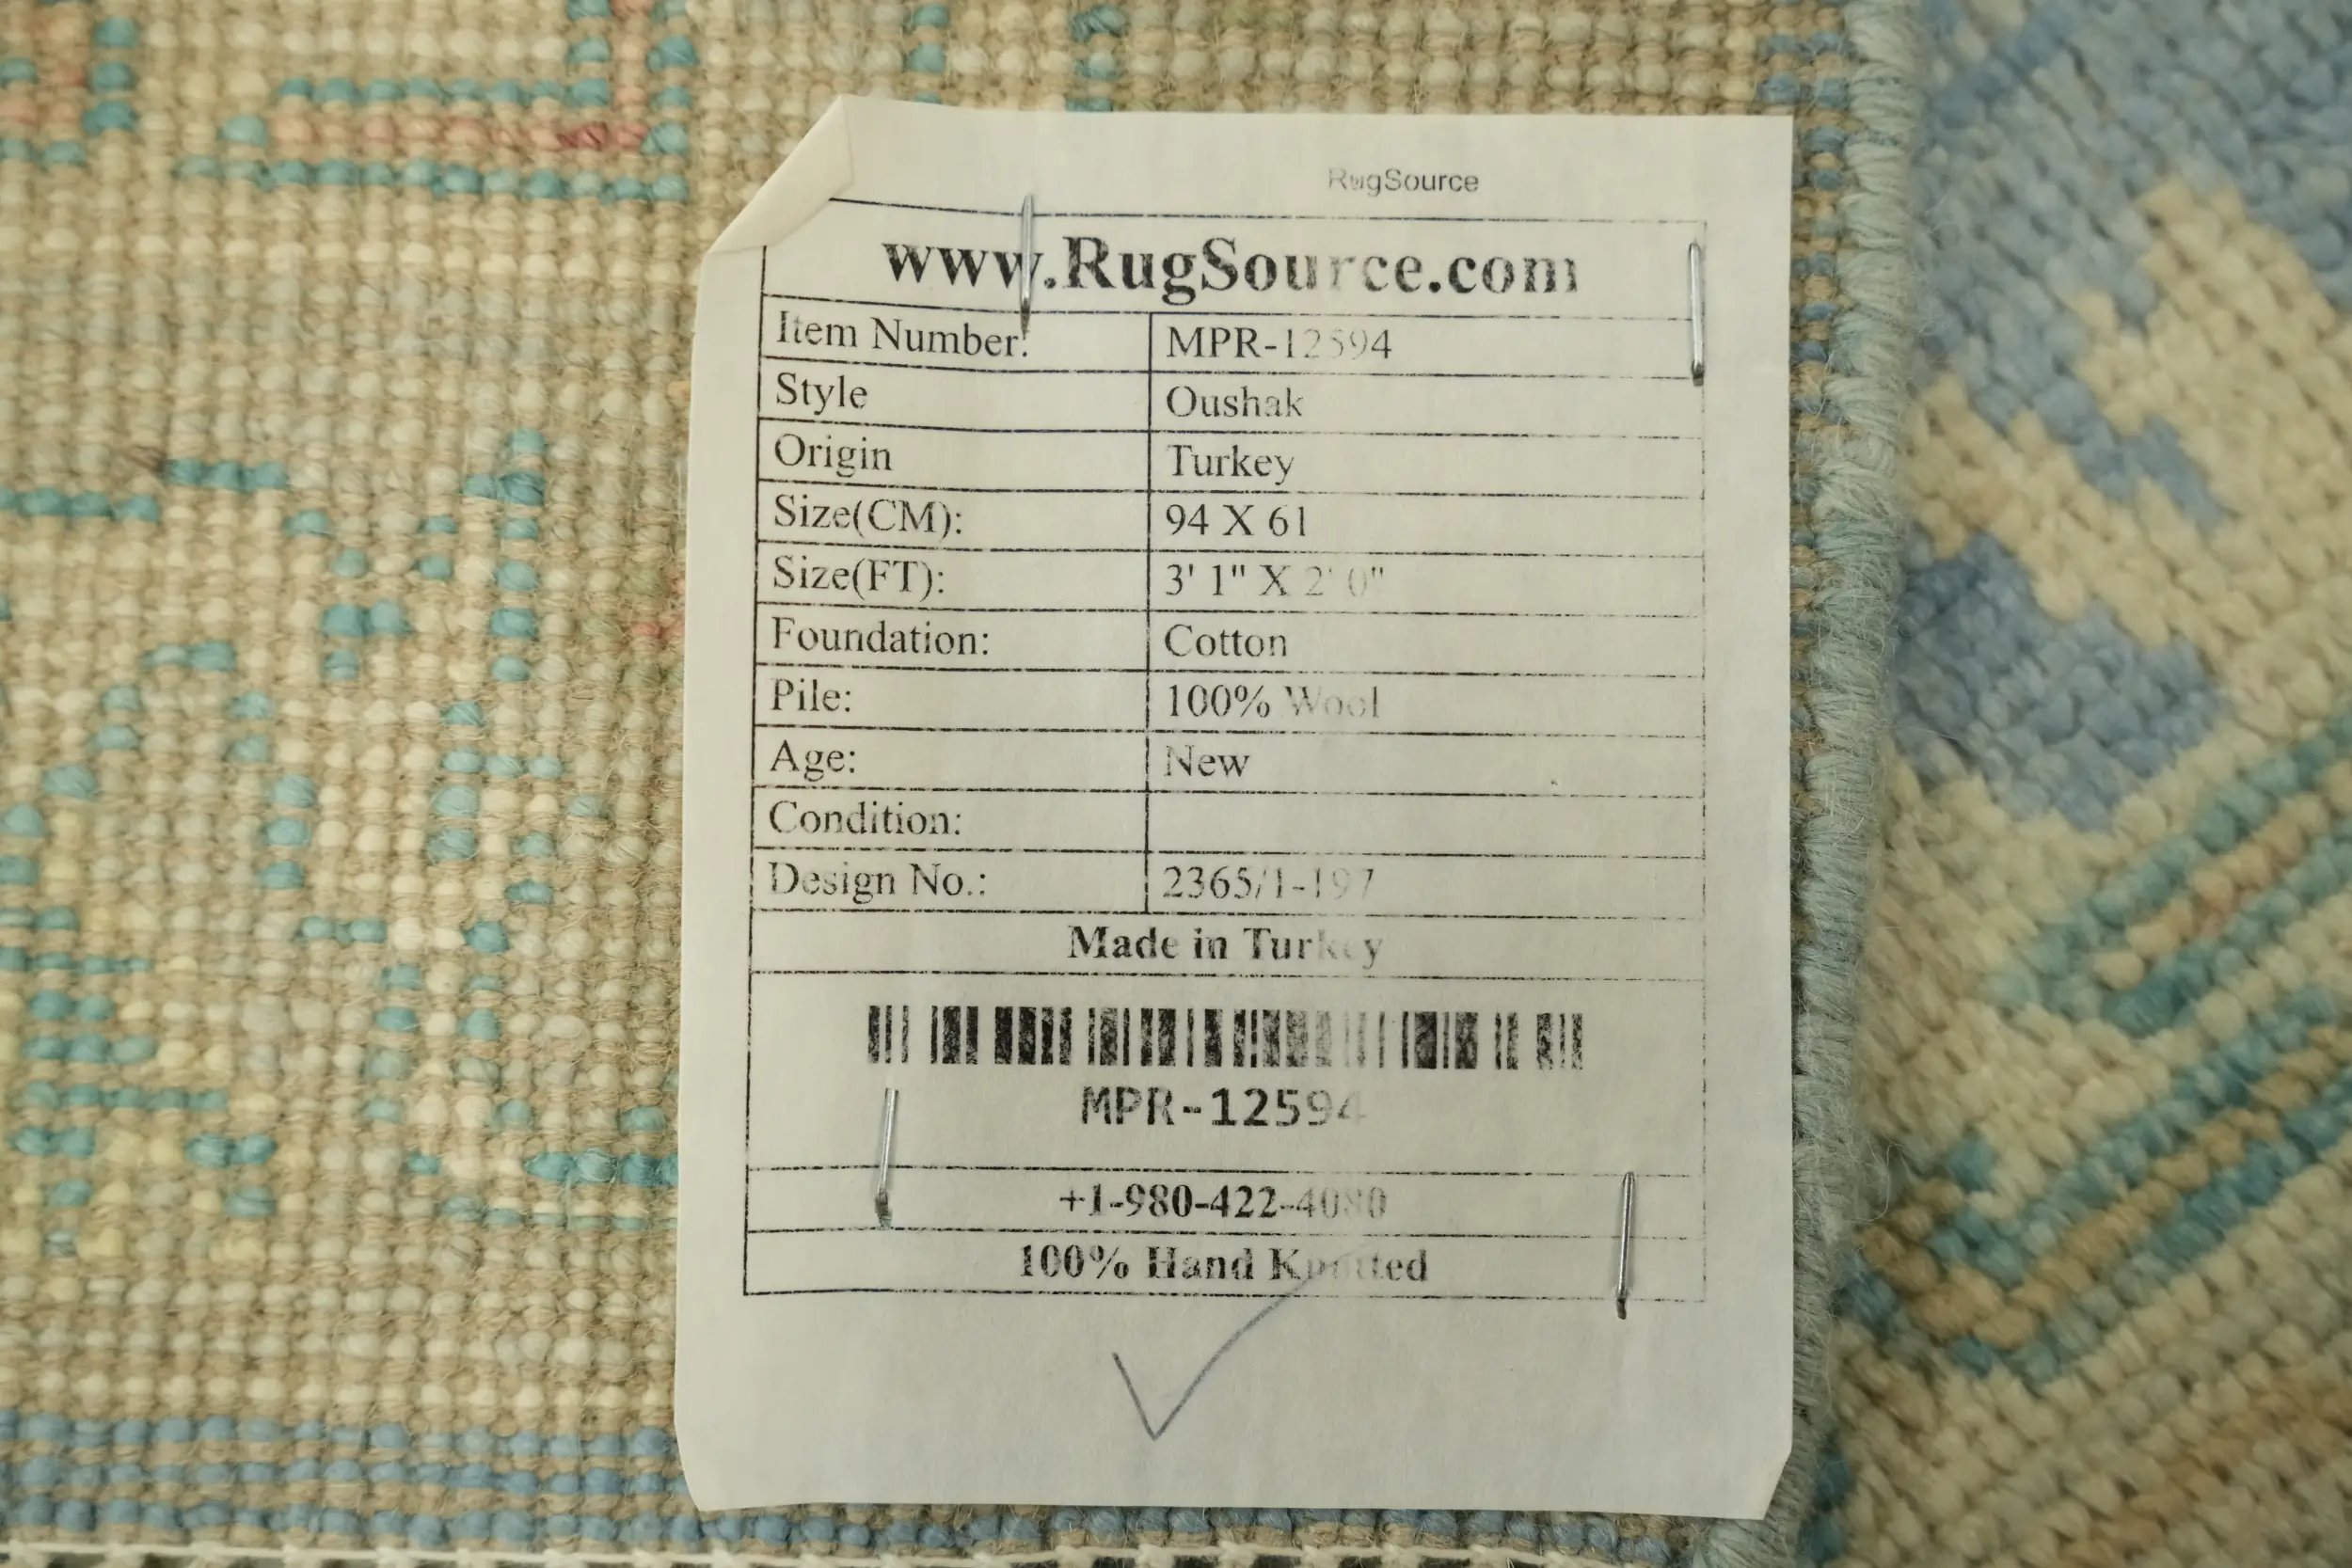 RugSource
www.RugSource.com
Item Number: MPR-12594
Style Oushak
Origin Turkey
Size(CM): 94 X 61
Size(FT): 3' 1" X 2' 0"
Foundation: Cotton
Pile: 100% Wool
Age: New
Condition:
Design No.: 2365/1-197
Made in Turkey
MPR-12594
+1-980-422-4080
100% Hand Knotted